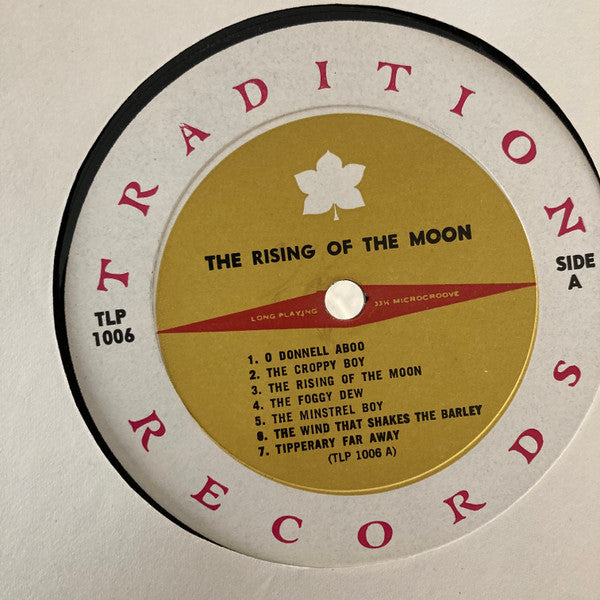 TRADITION
RECORDS
THE RISING OF THE MOON
TLP
1006
SIDE
A
LONG PLAYING 33⅓ MICROGROOVE
1. O DONNELL ABOO
2. THE CROPPY BOY
3. THE RISING OF THE MOON
4. THE FOGGY DEW
5. THE MINSTREL BOY
6. THE WIND THAT SHAKES THE BARLEY
7. TIPPERARY FAR AWAY
(TLP 1006 A)